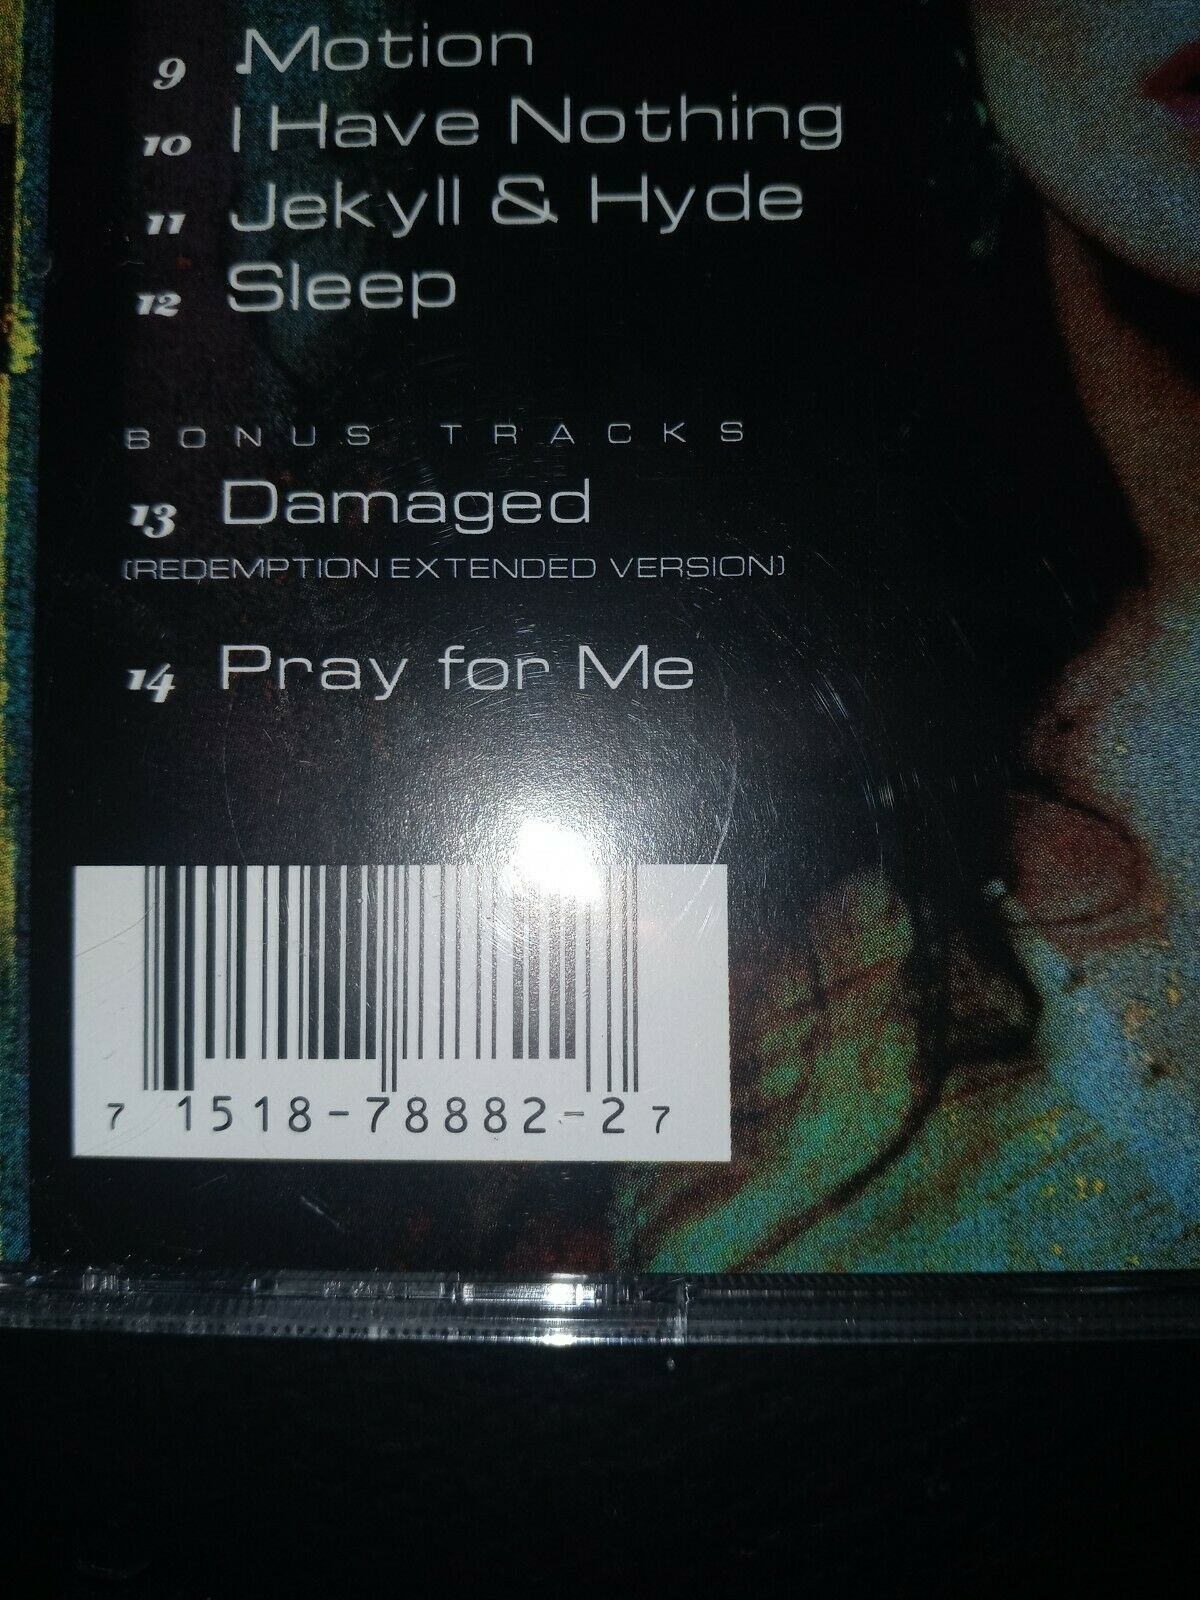 9 Motion
10 I Have Nothing
11 Jekyll & Hyde
12 Sleep
BONUS TRACKS
13 Damaged
(REDEMPTION EXTENDED VERSION)
14 Pray for Me
7 1518-78882-2 7